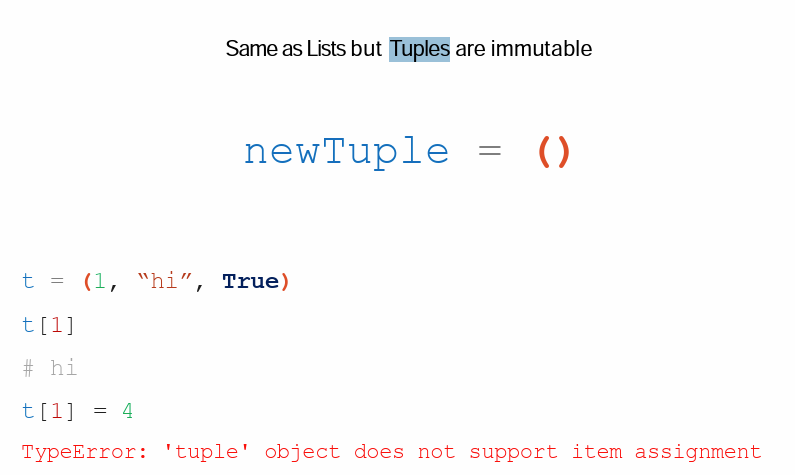 Same as Lists but Tuples are immutable
newTuple = ()
t = (1, “hi”, True)
t[1]
# hi
t[1] = 4
TypeError: 'tuple' object does not support item assignment